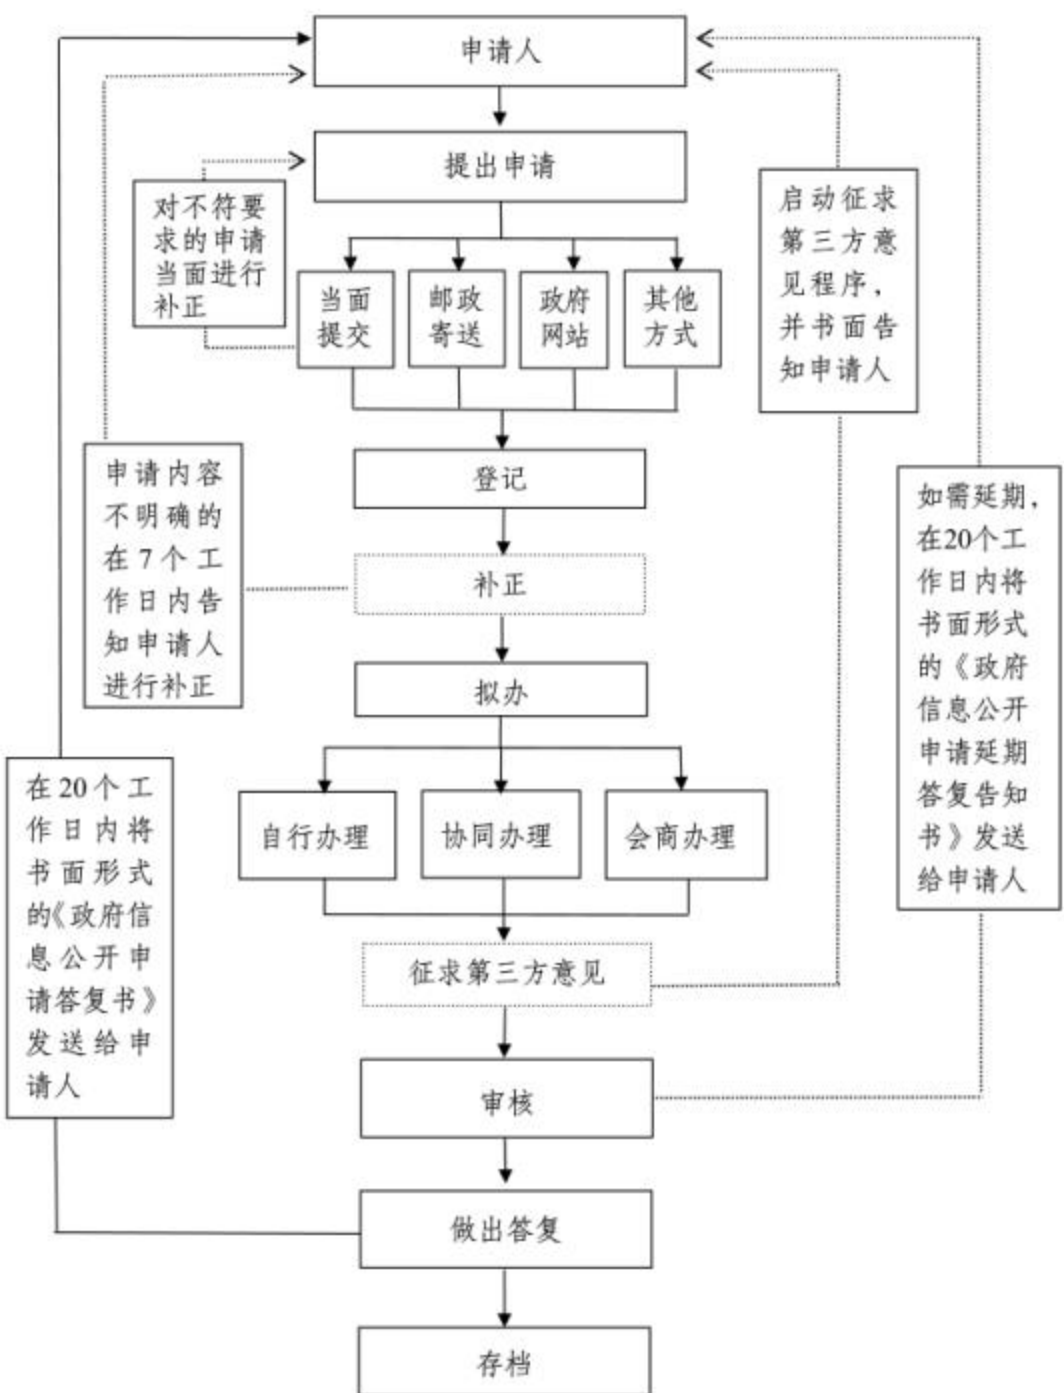 申请人
提出申请
对不符要
求的申请
当面进行
补正
启动征求
第三方意
见程序，
并书面告
知申请人
当面
提交
邮政
寄送
政府
网站
其他
方式
登记
申请内容
不明确的
在7个工
作日内告
知申请人
进行补正
如需延期，
在20个工
作日内将
书面形式
的《政府
信息公开
申请延期
答复告知
书》发送
给申请人
补正
拟办
在20个工
作日内将
书面形式
的《政府信
息公开申
请答复书》
发送给申
请人
自行办理
协同办理
会商办理
征求第三方意见
审核
做出答复
存档